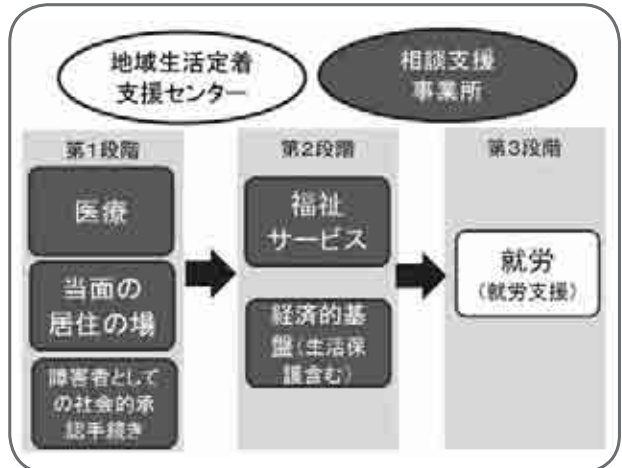 地域生活定着
支援センター
相談支援
事業所
第1段階
医療
当面の
居住の場
障害者として
の社会的承
認手続き
第2段階
福祉
サービス
経済的基
盤(生活保
護含む)
第3段階
就労
(就労支援)